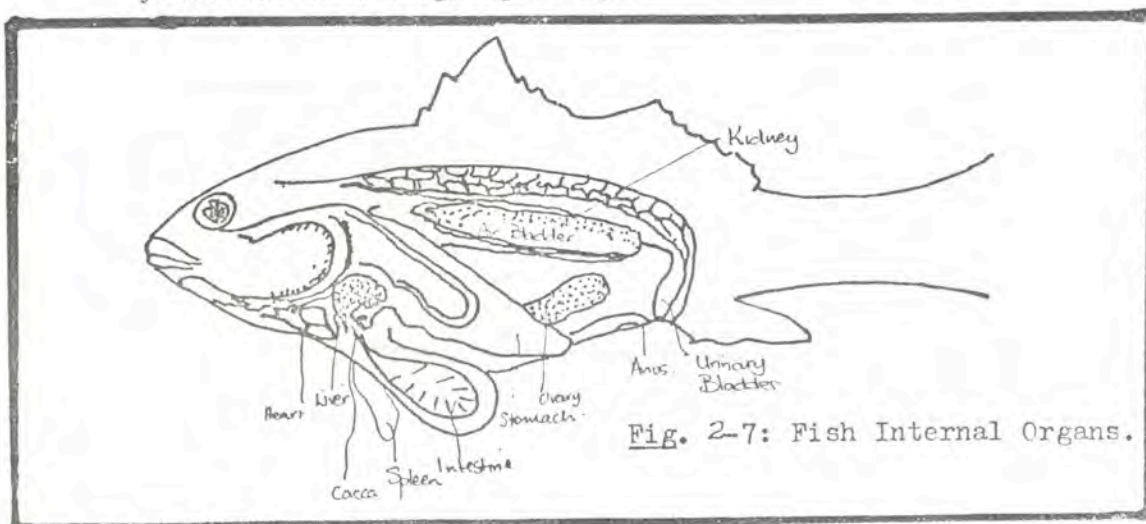 Kidney
Air Bladder
Heart
Liver
Caeca
Spleen
Intestine
Stomach
Ovary
Anus.
Urinary
Bladder
Fig. 2-7: Fish Internal Organs.